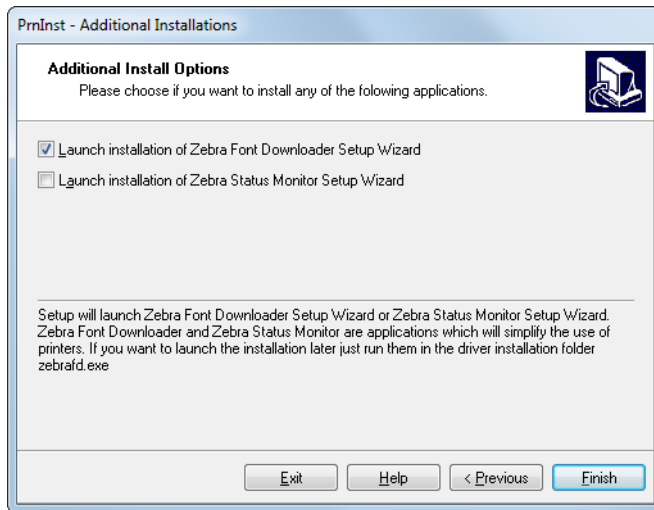 PrnInst - Additional Installations
Additional Install Options
Please choose if you want to install any of the folowing applications.
Launch installation of Zebra Font Downloader Setup Wizard
Launch installation of Zebra Status Monitor Setup Wizard
Setup will launch Zebra Font Downloader Setup Wizard or Zebra Status Monitor Setup Wizard.
Zebra Font Downloader and Zebra Status Monitor are applications which will simplify the use of
printers. If you want to launch the installation later just run them in the driver installation folder
zebrafd.exe
Exit Help < Previous Finish